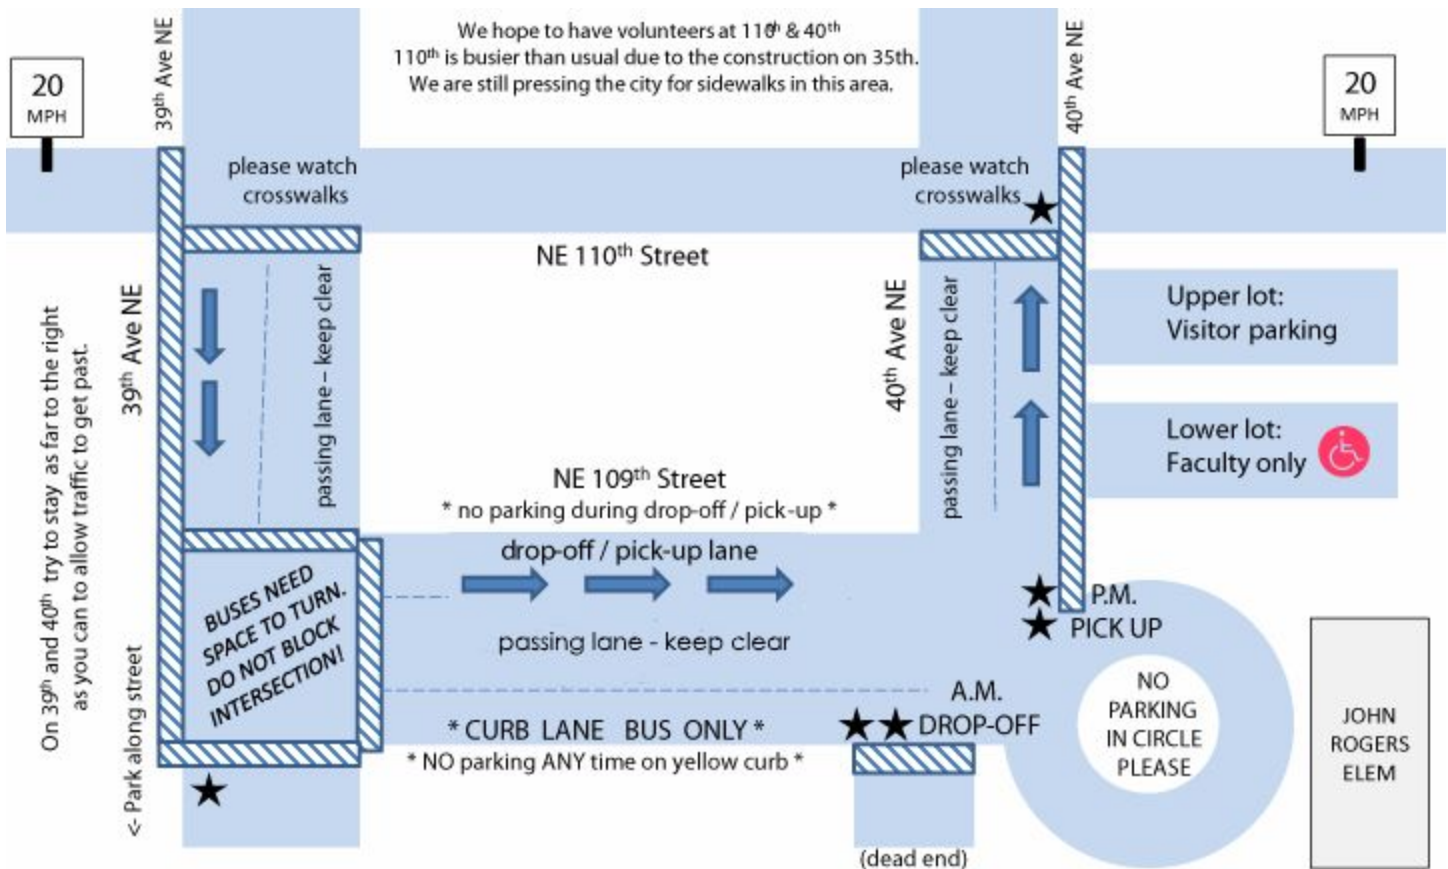 We hope to have volunteers at 110th & 40th
110th is busier than usual due to the construction on 35th.
We are still pressing the city for sidewalks in this area.
39th Ave NE
40th Ave NE
20
MPH
20
MPH
please watch
crosswalks
please watch
crosswalks
NE 110th Street
39th Ave NE
passing lane – keep clear
40th Ave NE
passing lane – keep clear
Upper lot:
Visitor parking
Lower lot:
Faculty only
On 39th and 40th try to stay as far to the right
as you can to allow traffic to get past.
NE 109th Street
* no parking during drop-off / pick-up *
drop-off / pick-up lane
passing lane - keep clear
BUSES NEED
SPACE TO TURN.
DO NOT BLOCK
INTERSECTION!
P.M.
PICK UP
<- Park along street
A.M.
DROP-OFF
* CURB LANE BUS ONLY *
* NO parking ANY time on yellow curb *
NO
PARKING
IN CIRCLE
PLEASE
JOHN
ROGERS
ELEM
(dead end)